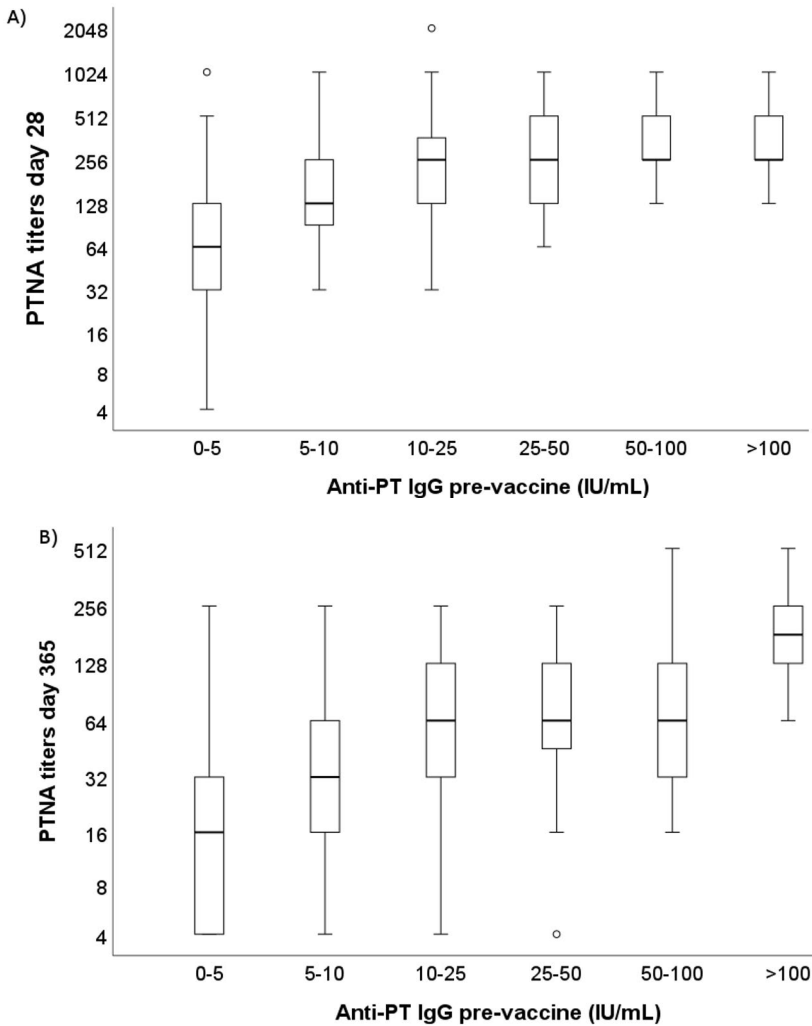 A)
2048
1024
512
256
128
64
32
16
8
4
PTNA titers day 28
0-5 5-10 10-25 25-50 50-100 >100
Anti-PT IgG pre-vaccine (IU/mL)
B)
512
256
128
64
32
16
8
4
PTNA titers day 365
0-5 5-10 10-25 25-50 50-100 >100
Anti-PT IgG pre-vaccine (IU/mL)